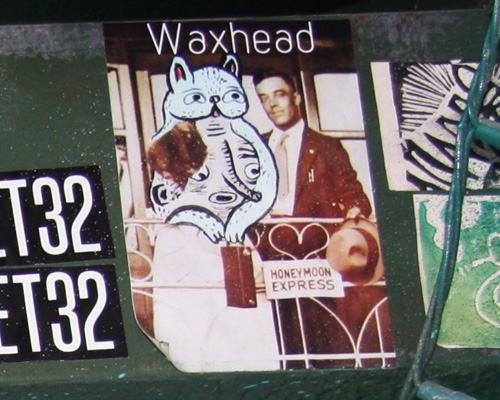 Waxhead
ET32
ET32
HONEYMOON
EXPRESS